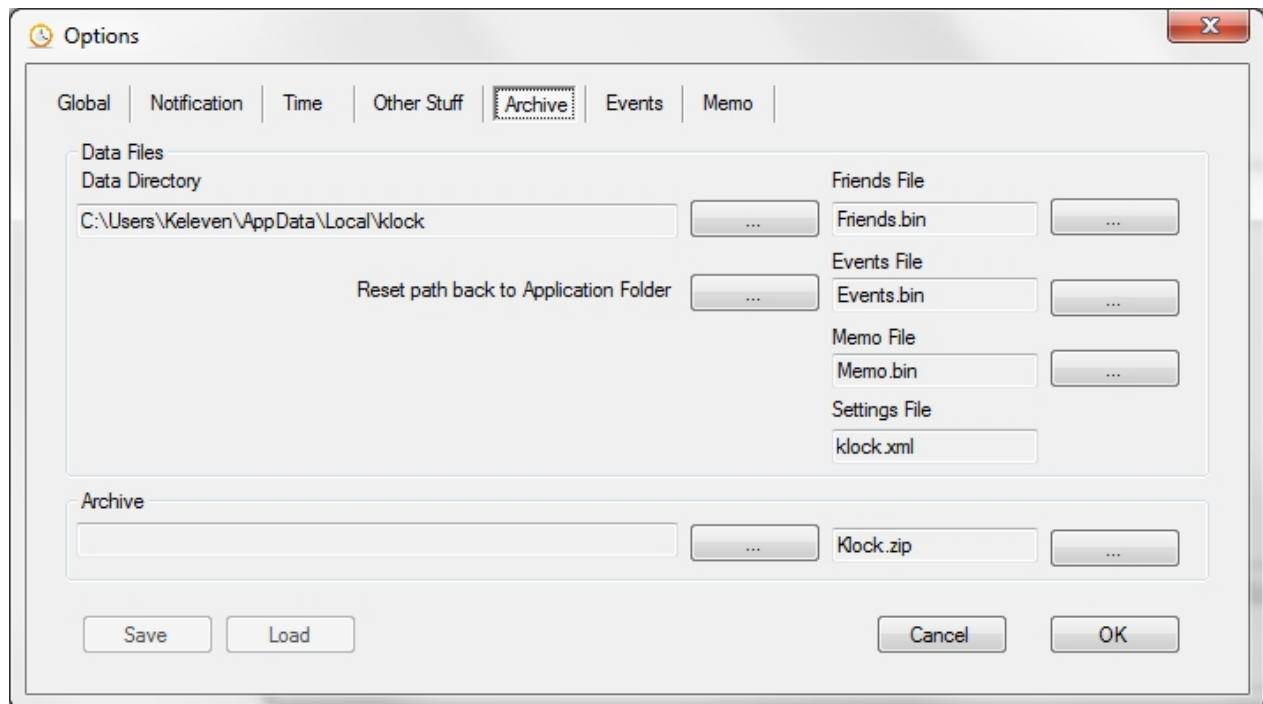 Options
X
Global Notification Time Other Stuff Archive Events Memo
Data Files
Data Directory
C:\Users\Keleven\AppData\Local\klock
...
Reset path back to Application Folder
...
Friends File
Friends.bin
...
Events File
Events.bin
...
Memo File
Memo.bin
...
Settings File
klock.xml
Archive
...
Klock.zip
...
Save Load Cancel OK